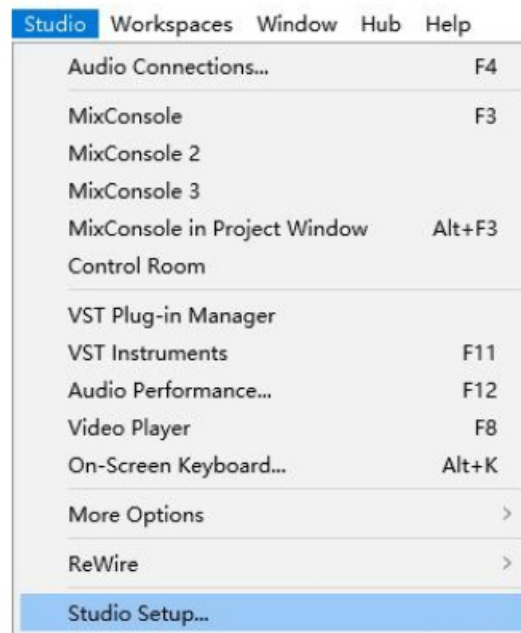 Studio Workspaces Window Hub Help
Audio Connections... F4
MixConsole F3
MixConsole 2
MixConsole 3
MixConsole in Project Window Alt+F3
Control Room
VST Plug-in Manager
VST Instruments F11
Audio Performance... F12
Video Player F8
On-Screen Keyboard... Alt+K
More Options
ReWire
Studio Setup...